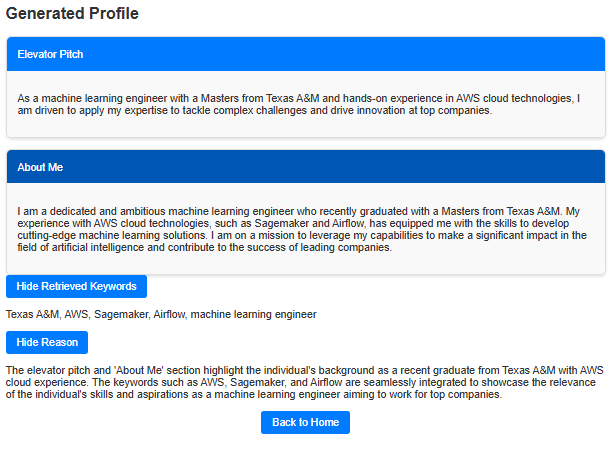 Generated Profile
Elevator Pitch
As a machine learning engineer with a Masters from Texas A&M and hands-on experience in AWS cloud technologies, I
am driven to apply my expertise to tackle complex challenges and drive innovation at top companies.
About Me
I am a dedicated and ambitious machine learning engineer who recently graduated with a Masters from Texas A&M. My
experience with AWS cloud technologies, such as Sagemaker and Airflow, has equipped me with the skills to develop
cutting-edge machine learning solutions. I am on a mission to leverage my capabilities to make a significant impact in the
field of artificial intelligence and contribute to the success of leading companies.
Hide Retrieved Keywords
Texas A&M, AWS, Sagemaker, Airflow, machine learning engineer
Hide Reason
The elevator pitch and 'About Me' section highlight the individual's background as a recent graduate from Texas A&M with AWS
cloud experience. The keywords such as AWS, Sagemaker, and Airflow are seamlessly integrated to showcase the relevance
of the individual's skills and aspirations as a machine learning engineer aiming to work for top companies.
Back to Home